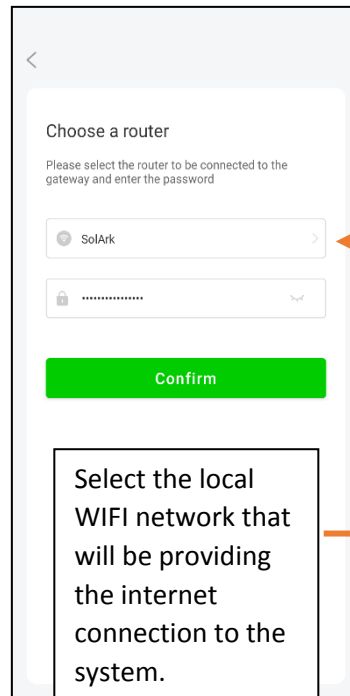 Choose a router
Please select the router to be connected to the
gateway and enter the password
SolArk
•••••••••••••••
Confirm
Select the local
WIFI network that
will be providing
the internet
connection to the
system.